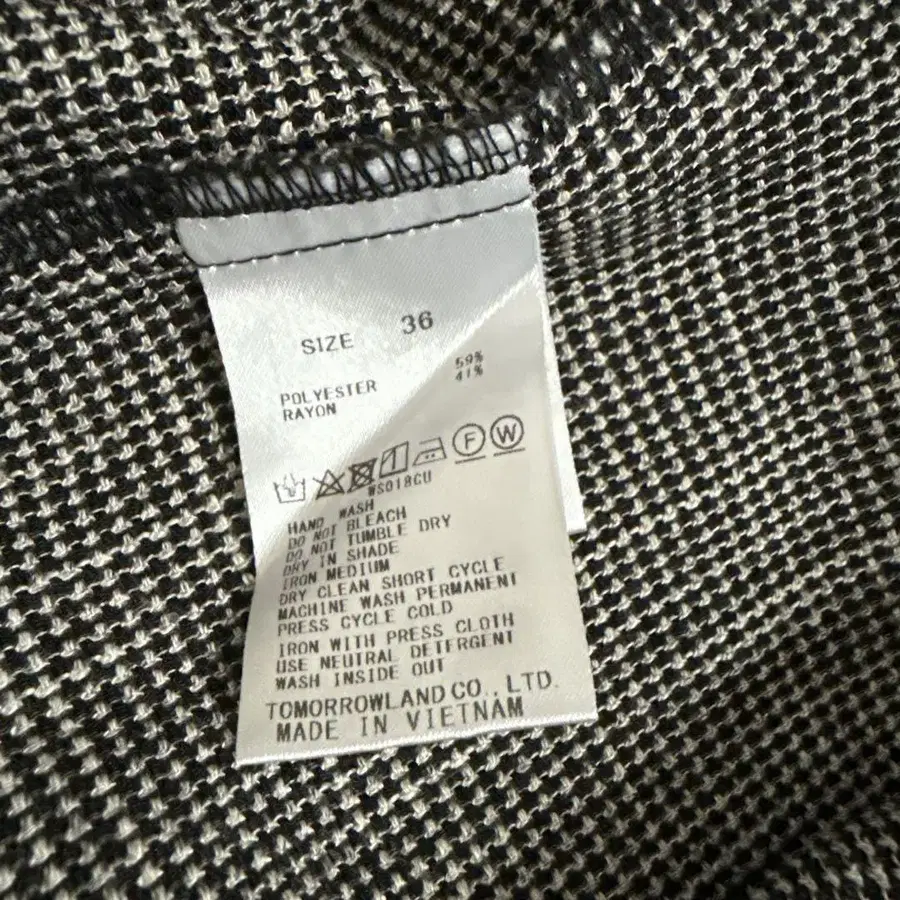 SIZE 36
POLYESTER 59%
RAYON 41%
F W
WS018CU
HAND WASH
DO NOT BLEACH
DO NOT TUMBLE DRY
DRY IN SHADE
IRON MEDIUM
DRY CLEAN SHORT CYCLE
MACHINE WASH PERMANENT
PRESS CYCLE COLD
IRON WITH PRESS CLOTH
USE NEUTRAL DETERGENT
WASH INSIDE OUT
TOMORROWLAND CO., LTD.
MADE IN VIETNAM